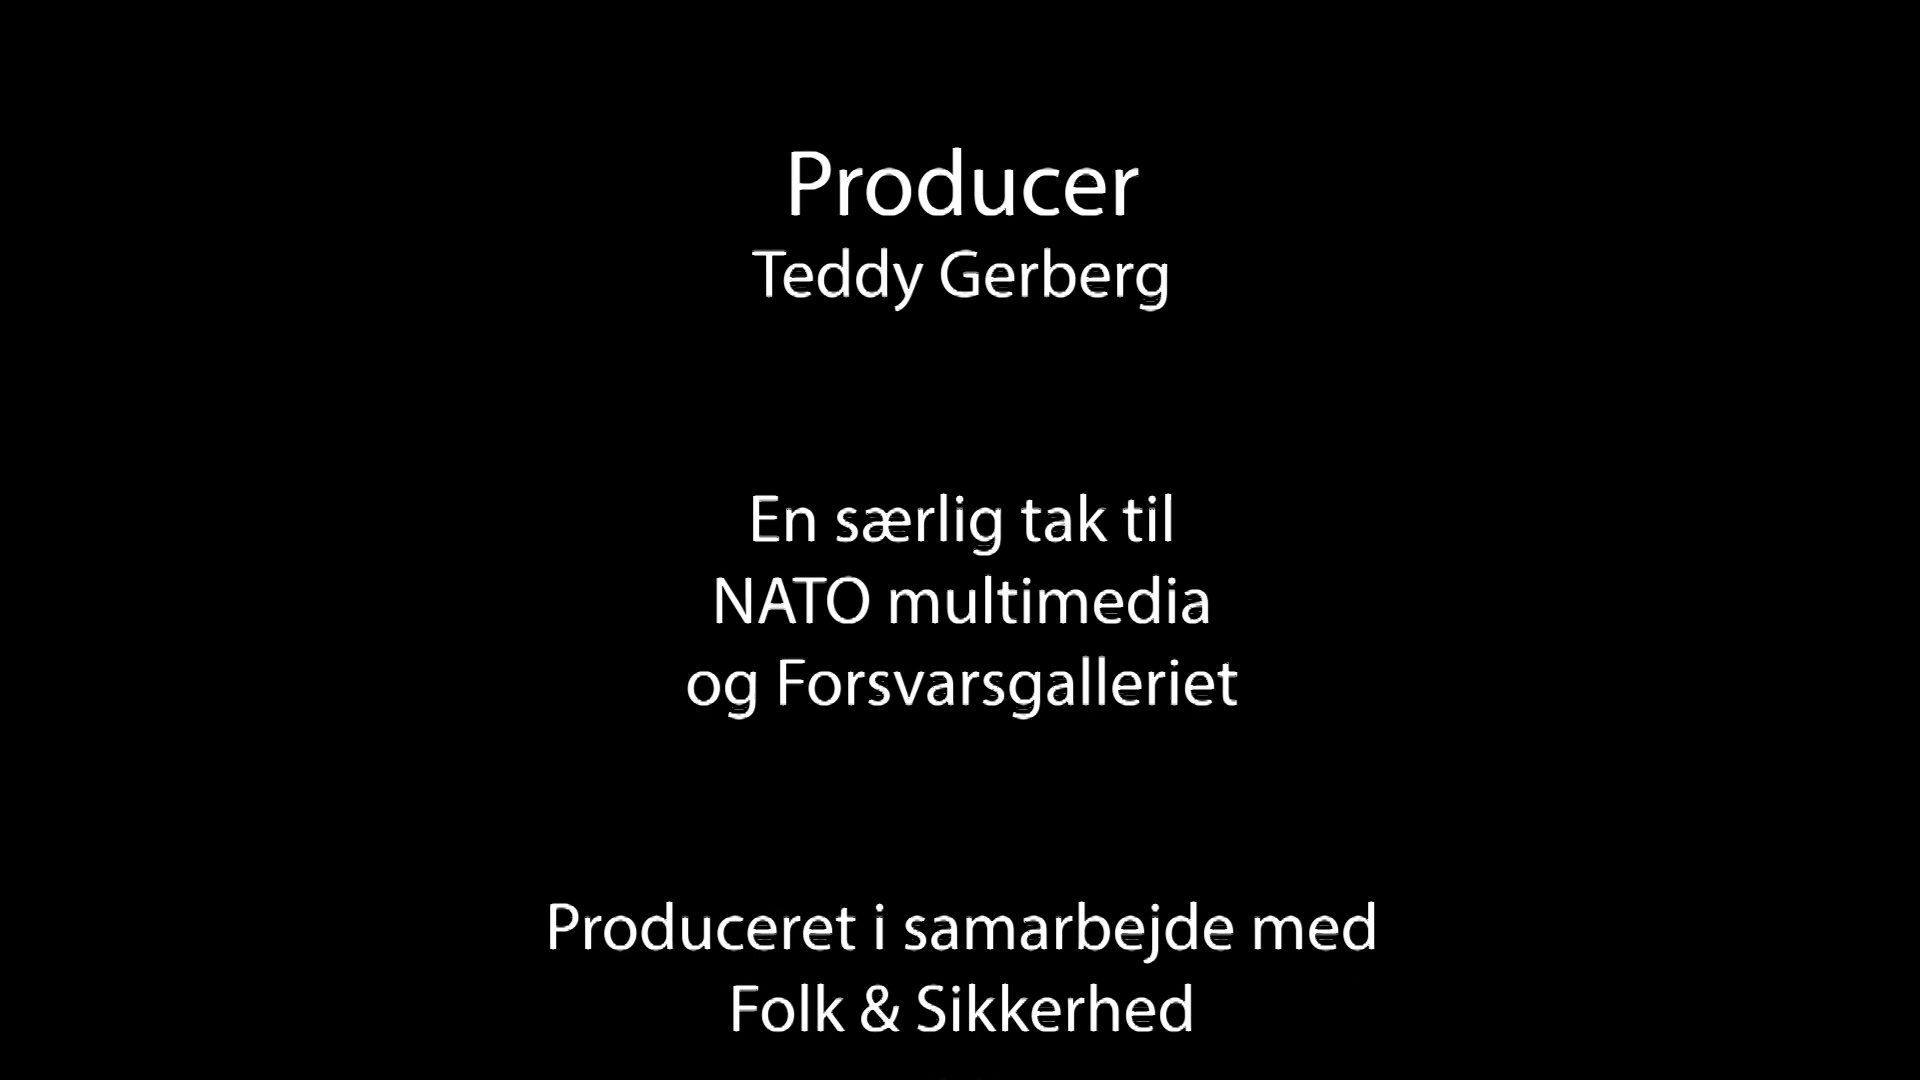 Producer
Teddy Gerberg
En særlig tak til
NATO multimedia
og Forsvarsgalleriet
Produceret i samarbejde med
Folk & Sikkerhed